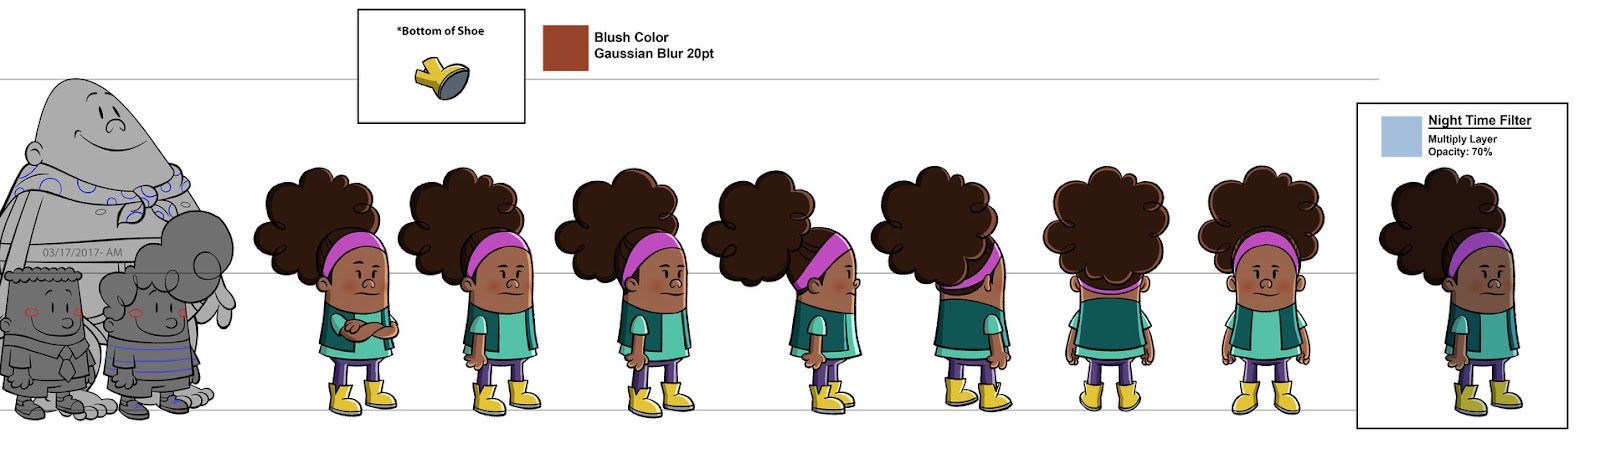 *Bottom of Shoe
Blush Color
Gaussian Blur 20pt
Night Time Filter
Multiply Layer
Opacity: 70%
03/17/2017- AM